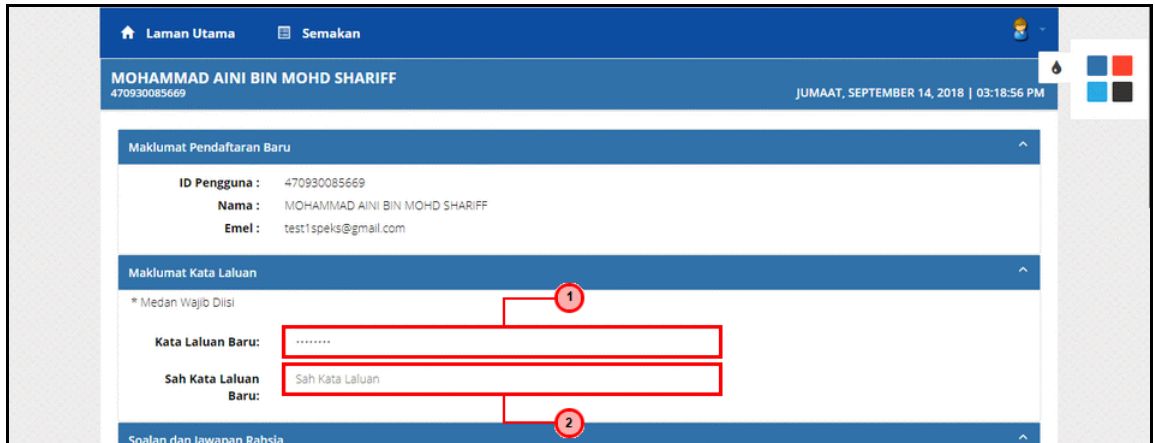 Laman Utama Semakan
MOHAMMAD AINI BIN MOHD SHARIFF
470930085669
JUMAAT, SEPTEMBER 14, 2018 | 03:18:56 PM
Maklumat Pendaftaran Baru
ID Pengguna : 470930085669
Nama : MOHAMMAD AINI BIN MOHD SHARIFF
Emel : test1speks@gmail.com
Maklumat Kata Laluan
* Medan Wajib Diisi
1
Kata Laluan Baru: ········
Sah Kata Laluan
Baru:
Sah Kata Laluan
2
Soalan dan Jawapan Rahsia